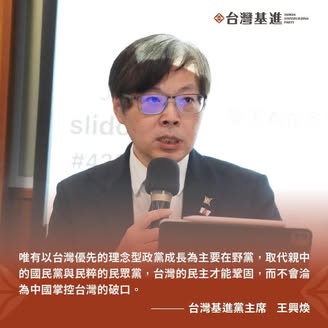 台灣基進
TAIWAN
STATEBUILDING
PARTY
slido
唯有以台灣優先的理念型政黨成長為主要在野黨，取代親中
的國民黨與民粹的民眾黨，台灣的民主才能鞏固，而不會淪
為中國掌控台灣的破口。
——— 台灣基進黨主席　王興煥